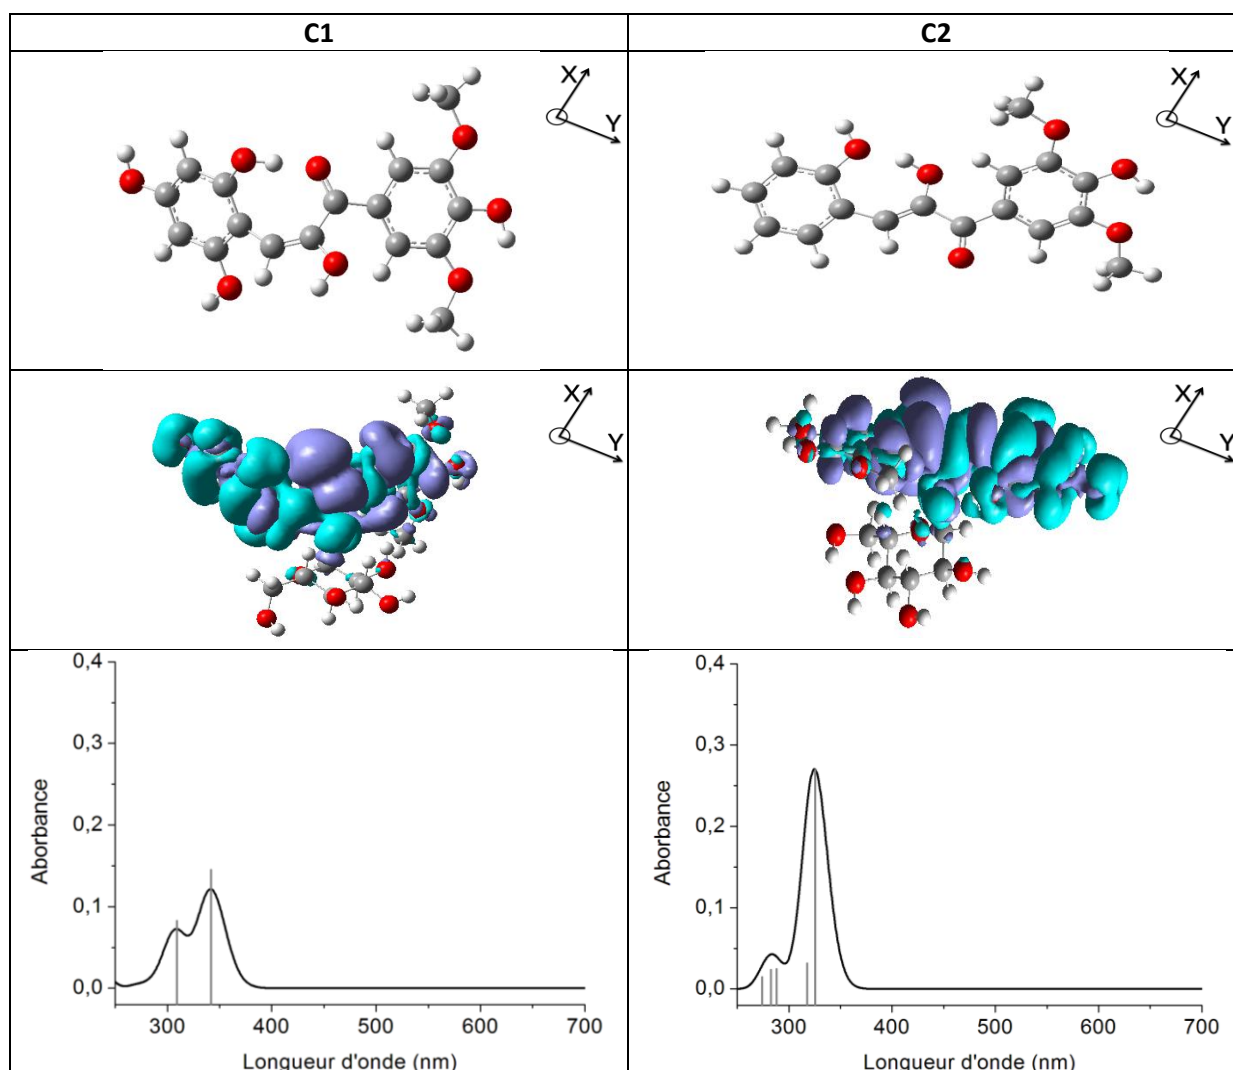 C1
C2
X
Y
X
Y
X
Y
X
Y
0,4
0,3
0,2
0,1
0,0
Aborbance
300
400
500
600
700
Longueur d'onde (nm)
0,4
0,3
0,2
0,1
0,0
Aborbance
300
400
500
600
700
Longueur d'onde (nm)